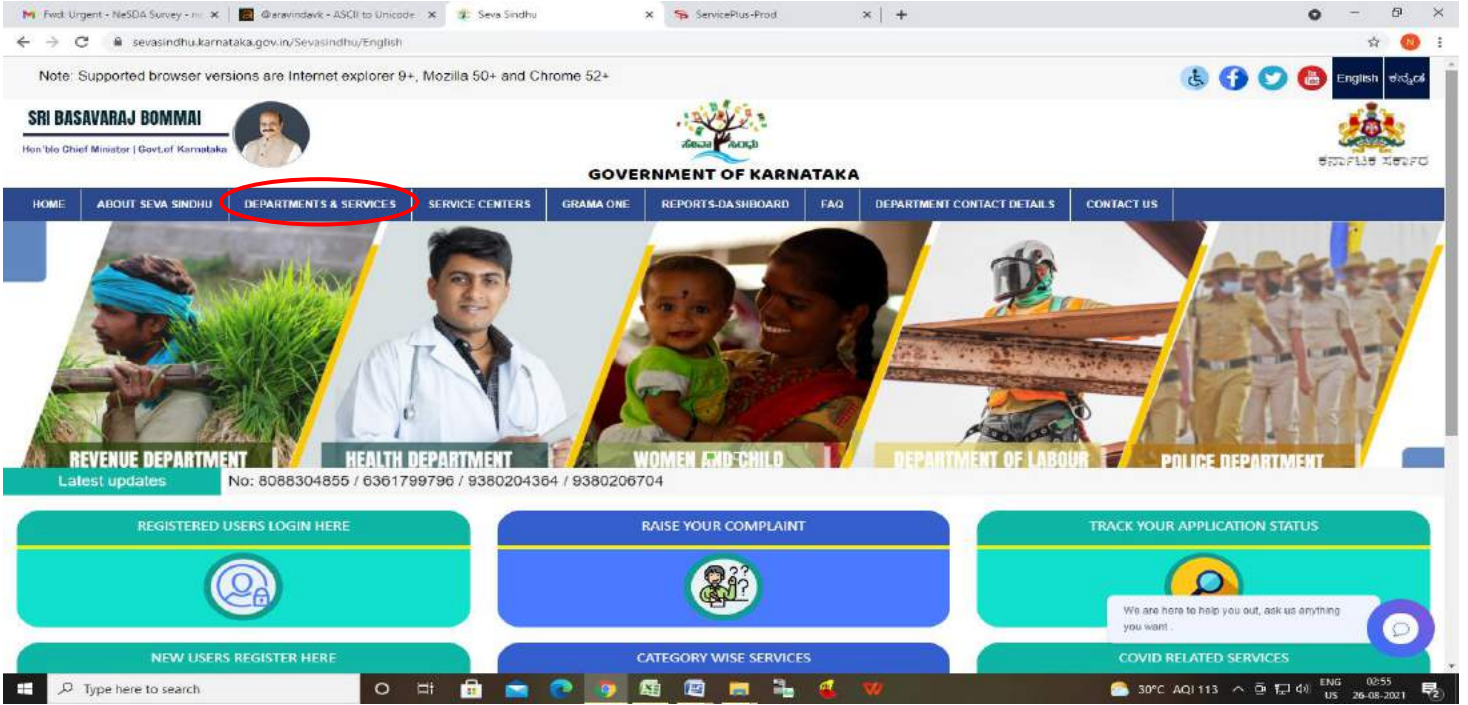 Fwd: Urgent - NeSDA Survey - n
@aravindavk - ASCII to Unicode
Seva Sindhu
ServicePlus-Prod
sevasindhu.karnataka.gov.in/Sevasindhu/English
N
Note: Supported browser versions are Internet explorer 9+, Mozilla 50+ and Chrome 52+
English ಕನ್ನಡ
SRI BASAVARAJ BOMMAI
Hon'ble Chief Minister | Govt.of Karnataka
ಸೇವಾ ಸಿಂಧು
ಕರ್ನಾಟಕ ಸರ್ಕಾರ
GOVERNMENT OF KARNATAKA
HOME ABOUT SEVA SINDHU DEPARTMENTS & SERVICES SERVICE CENTERS GRAMA ONE REPORTS-DASHBOARD FAQ DEPARTMENT CONTACT DETAILS CONTACT US
REVENUE DEPARTMENT HEALTH DEPARTMENT WOMEN AND CHILD DEPARTMENT OF LABOUR POLICE DEPARTMENT
Latest updates No: 8088304855 / 6361799796 / 9380204364 / 9380206704
REGISTERED USERS LOGIN HERE RAISE YOUR COMPLAINT TRACK YOUR APPLICATION STATUS
We are here to help you out, ask us anything
you want .
NEW USERS REGISTER HERE CATEGORY WISE SERVICES COVID RELATED SERVICES
Type here to search
30°C AQI 113
ENG
US
02:55
26-08-2021
2